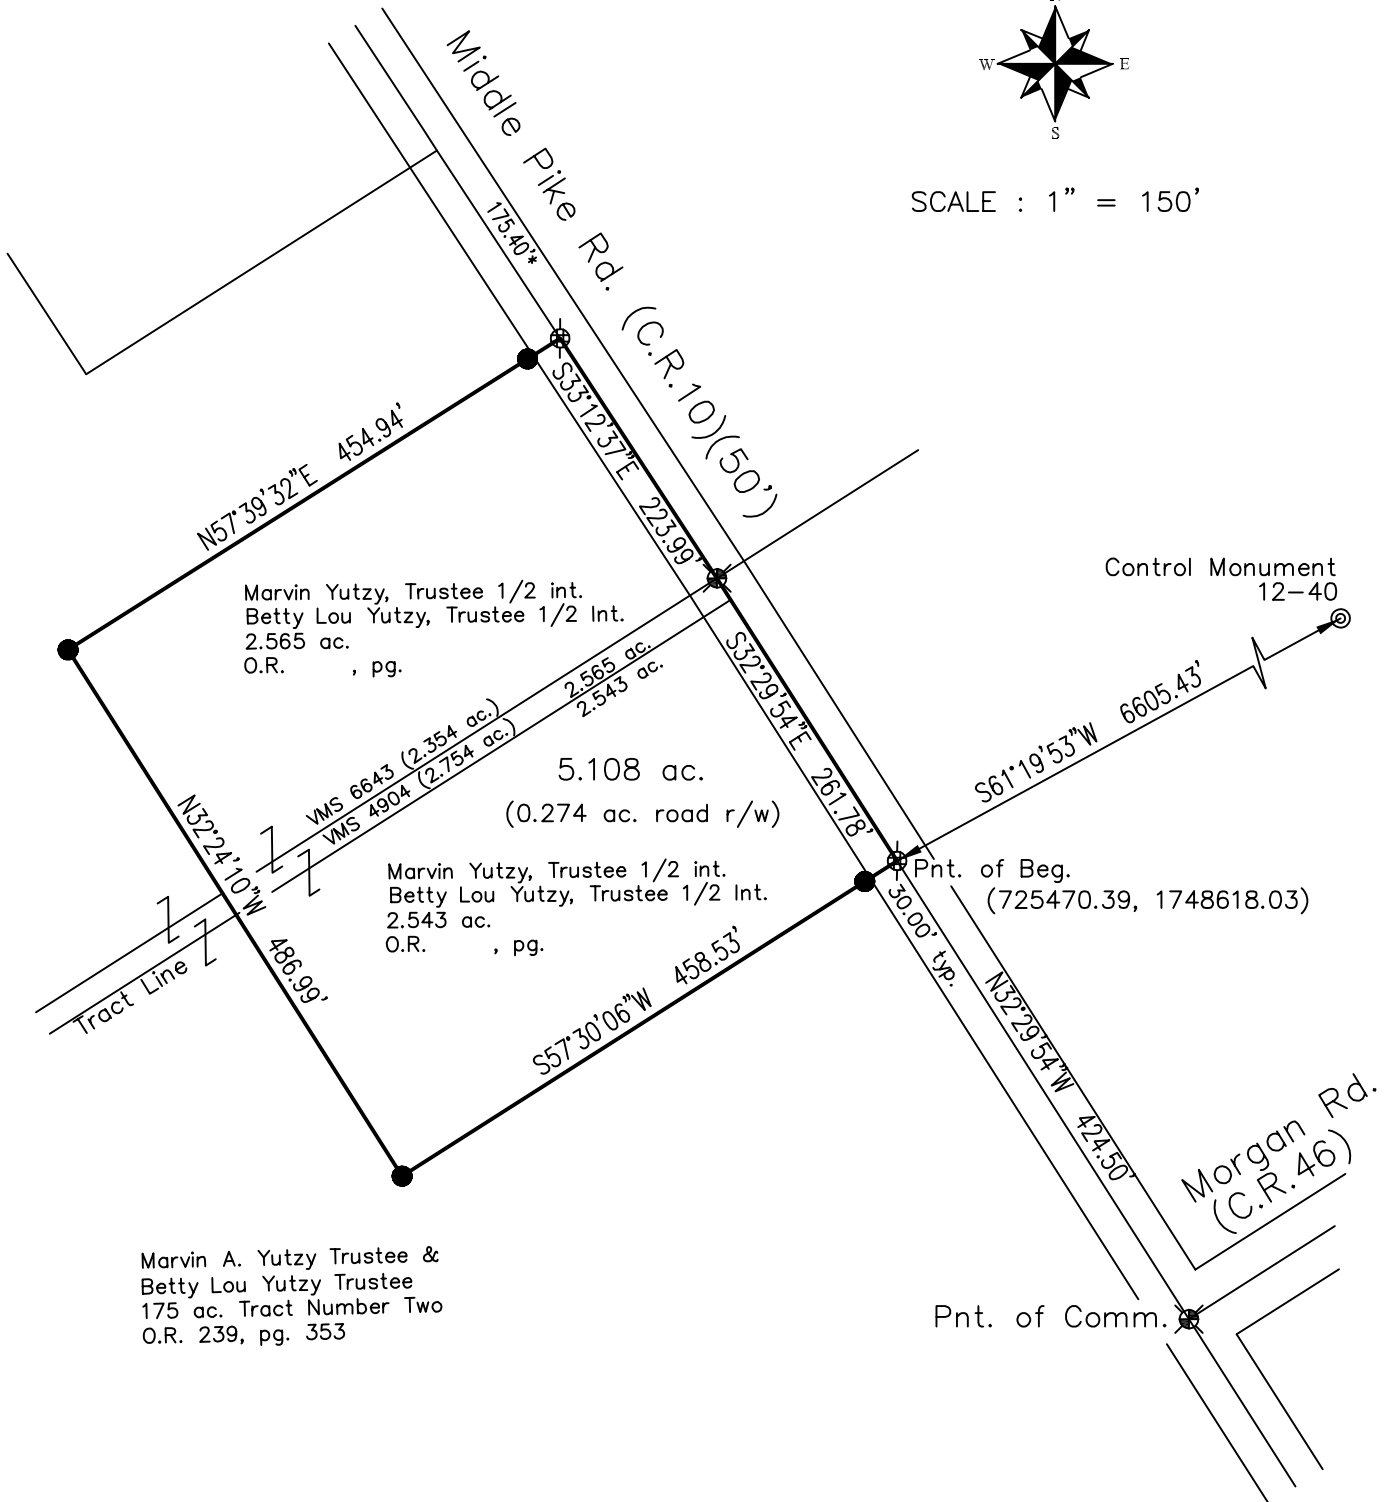 W
E
S
SCALE : 1" = 150'
Middle Pike Rd. (C.R.10)(50')
175.40'*
S33°12'37"E 223.99'
N57°39'32"E 454.94'
Marvin Yutzy, Trustee 1/2 int.
Betty Lou Yutzy, Trustee 1/2 Int.
2.565 ac.
O.R. , pg.
Control Monument
12-40
S61°19'53"W 6605.43'
S32°29'54"E 261.78'
2.565 ac.
2.543 ac.
VMS 6643 (2.354 ac.)
VMS 4904 (2.754 ac.)
5.108 ac.
(0.274 ac. road r/w)
Marvin Yutzy, Trustee 1/2 int.
Betty Lou Yutzy, Trustee 1/2 Int.
2.543 ac.
O.R. , pg.
Pnt. of Beg.
(725470.39, 1748618.03)
30.00' typ.
N32°24'10"W 486.99'
Tract Line
S57°30'06"W 458.53'
N32°29'54"W 424.50'
Morgan Rd.
(C.R.46)
Marvin A. Yutzy Trustee &
Betty Lou Yutzy Trustee
175 ac. Tract Number Two
O.R. 239, pg. 353
Pnt. of Comm.